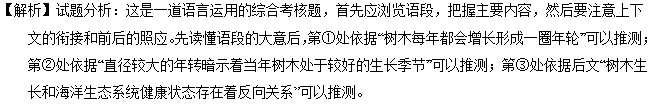 【解析】试题分析：这是一道语言运用的综合考核题，首先应浏览语段，把握主要内容，然后要注意上下
文的衔接和前后的照应。先读懂语段的大意后，第①处依据“树木每年都会增长形成一圈年轮”可以推测；
第②处依据“直径较大的年转暗示着当年树木处于较好的生长季节”可以推测；第③处依据后文“树木生
长和海洋生态系统健康状态存在着反向关系”可以推测。